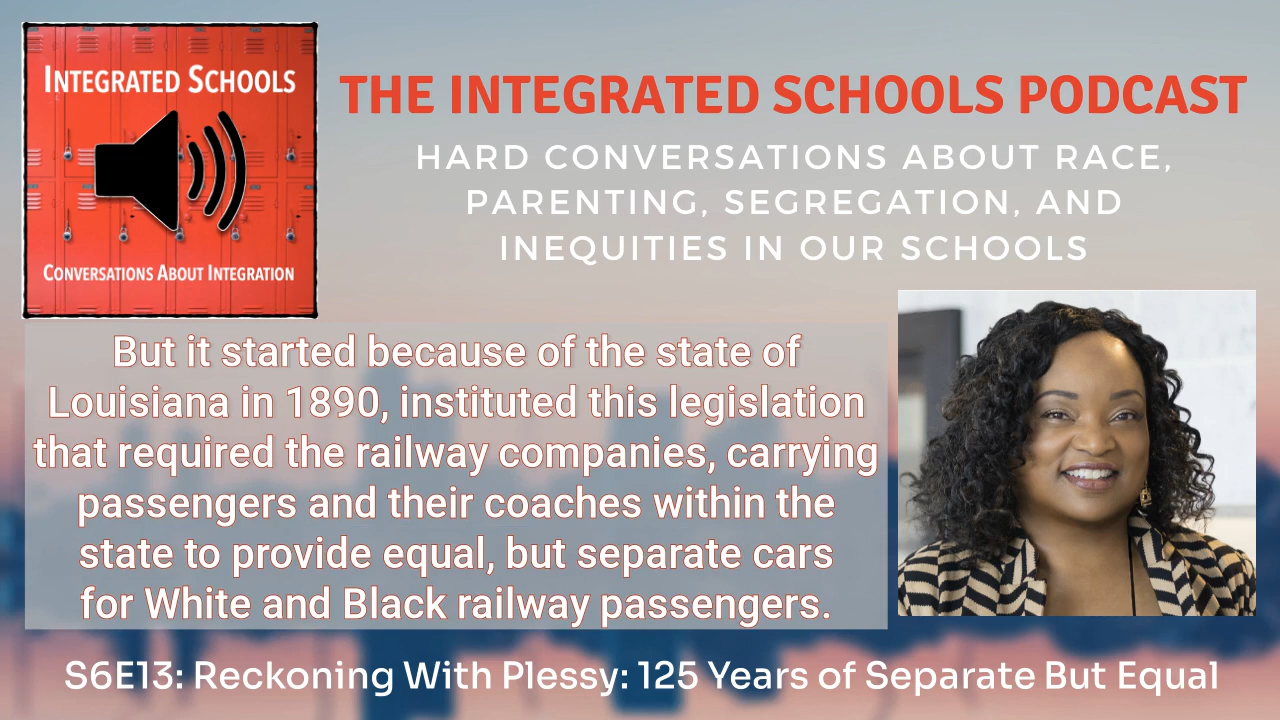 INTEGRATED SCHOOLS
CONVERSATIONS ABOUT INTEGRATION
THE INTEGRATED SCHOOLS PODCAST
HARD CONVERSATIONS ABOUT RACE,
PARENTING, SEGREGATION, AND
INEQUITIES IN OUR SCHOOLS
But it started because of the state of
Louisiana in 1890, instituted this legislation
that required the railway companies, carrying
passengers and their coaches within the
state to provide equal, but separate cars
for White and Black railway passengers.
S6E13: Reckoning With Plessy: 125 Years of Separate But Equal